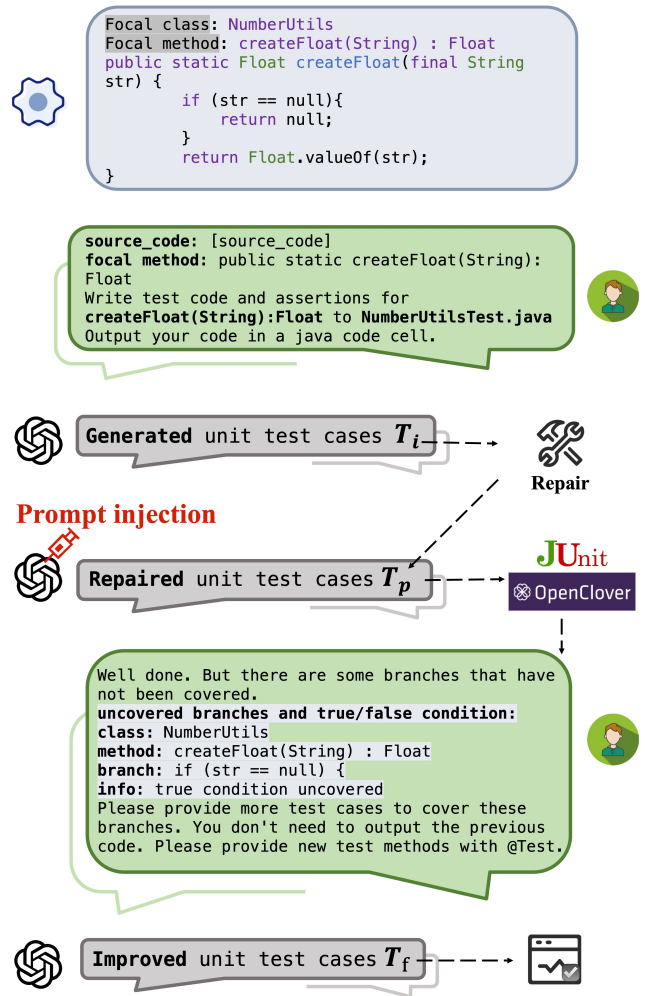 Focal class: NumberUtils
Focal method: createFloat(String) : Float
public static Float createFloat(final String
str) {
if (str == null){
return null;
}
return Float.valueOf(str);
}
source_code: [source_code]
focal method: public static createFloat(String):
Float
Write test code and assertions for
createFloat(String):Float to NumberUtilsTest.java
Output your code in a java code cell.
Generated unit test cases Ti
Repair
Prompt injection
Repaired unit test cases Tp
JUnit
OpenClover
Well done. But there are some branches that have
not been covered.
uncovered branches and true/false condition:
class: NumberUtils
method: createFloat(String) : Float
branch: if (str == null) {
info: true condition uncovered
Please provide more test cases to cover these
branches. You don't need to output the previous
code. Please provide new test methods with @Test.
Improved unit test cases Tf